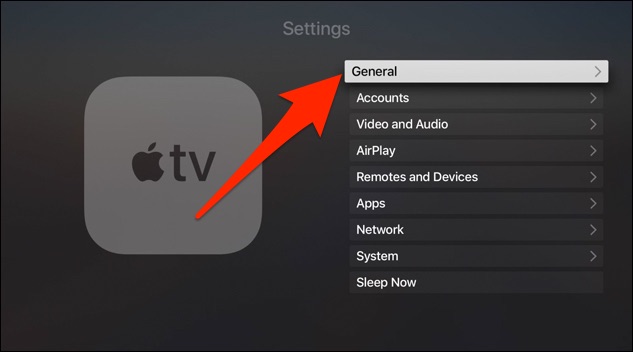 Settings
General
Accounts
Video and Audio
AirPlay
Remotes and Devices
Apps
Network
System
Sleep Now
tv